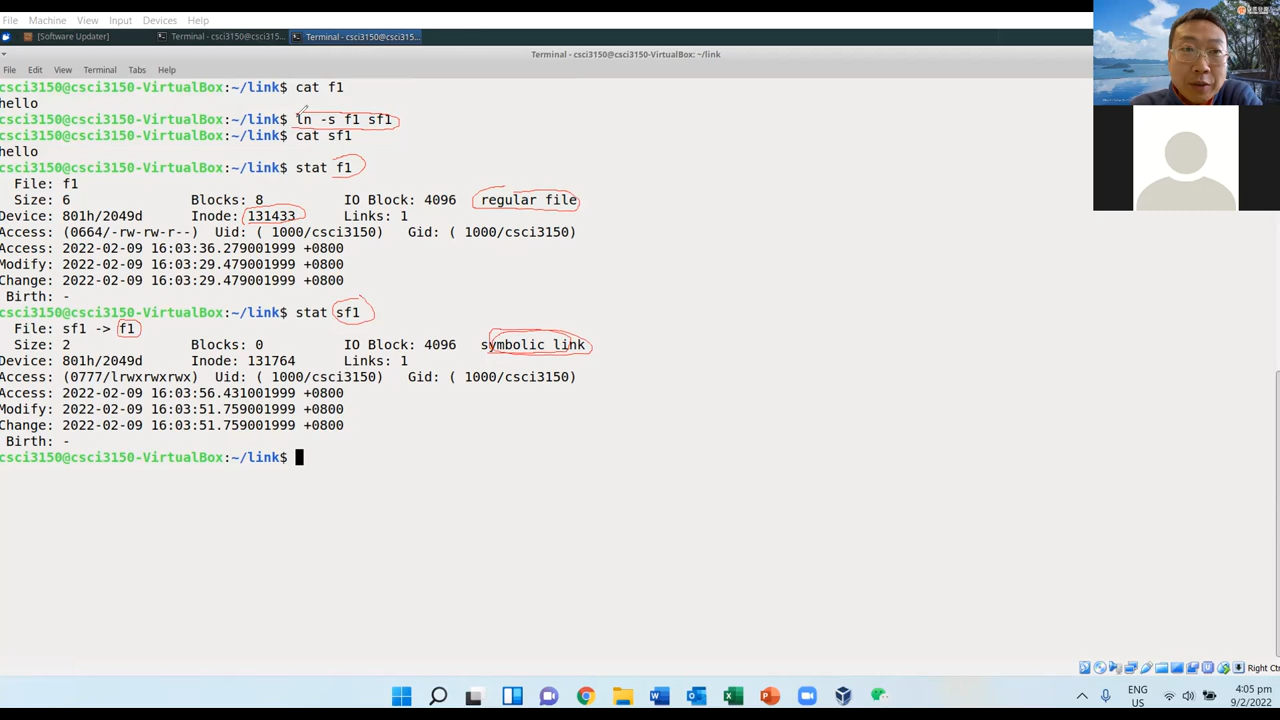 File Machine View Input Devices Help
[Software Updater] Terminal - csci3150@csci315... Terminal - csci3150@csci315...
Terminal - csci3150@csci3150-VirtualBox: ~/link
File Edit View Terminal Tabs Help
csci3150@csci3150-VirtualBox:~/link$ cat f1
hello
csci3150@csci3150-VirtualBox:~/link$ ln -s f1 sf1
csci3150@csci3150-VirtualBox:~/link$ cat sf1
hello
csci3150@csci3150-VirtualBox:~/link$ stat f1
File: f1
Size: 6 Blocks: 8 IO Block: 4096 regular file
Device: 801h/2049d Inode: 131433 Links: 1
Access: (0664/-rw-rw-r--) Uid: ( 1000/csci3150) Gid: ( 1000/csci3150)
Access: 2022-02-09 16:03:36.279001999 +0800
Modify: 2022-02-09 16:03:29.479001999 +0800
Change: 2022-02-09 16:03:29.479001999 +0800
Birth: -
csci3150@csci3150-VirtualBox:~/link$ stat sf1
File: sf1 -> f1
Size: 2 Blocks: 0 IO Block: 4096 symbolic link
Device: 801h/2049d Inode: 131764 Links: 1
Access: (0777/lrwxrwxrwx) Uid: ( 1000/csci3150) Gid: ( 1000/csci3150)
Access: 2022-02-09 16:03:56.431001999 +0800
Modify: 2022-02-09 16:03:51.759001999 +0800
Change: 2022-02-09 16:03:51.759001999 +0800
Birth: -
csci3150@csci3150-VirtualBox:~/link$
Right Ctr
ENG
US
4:05 PM
9/2/2022